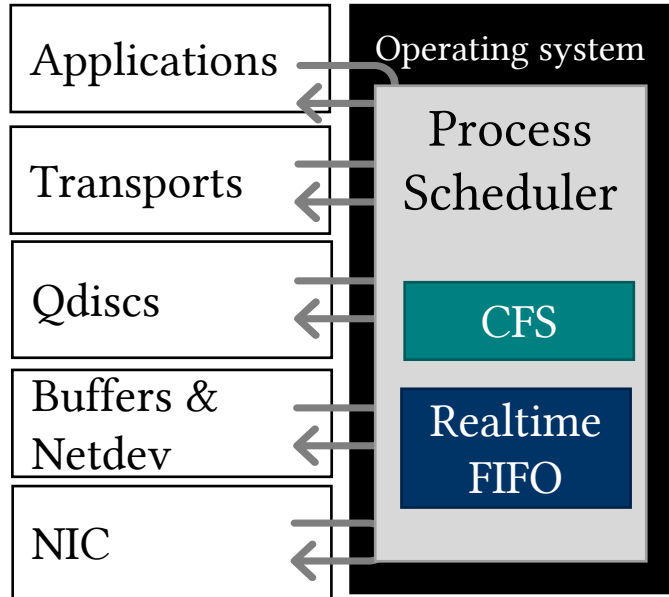 Applications
Transports
Qdiscs
Buffers &
Netdev
NIC
Operating system
Process
Scheduler
CFS
Realtime
FIFO